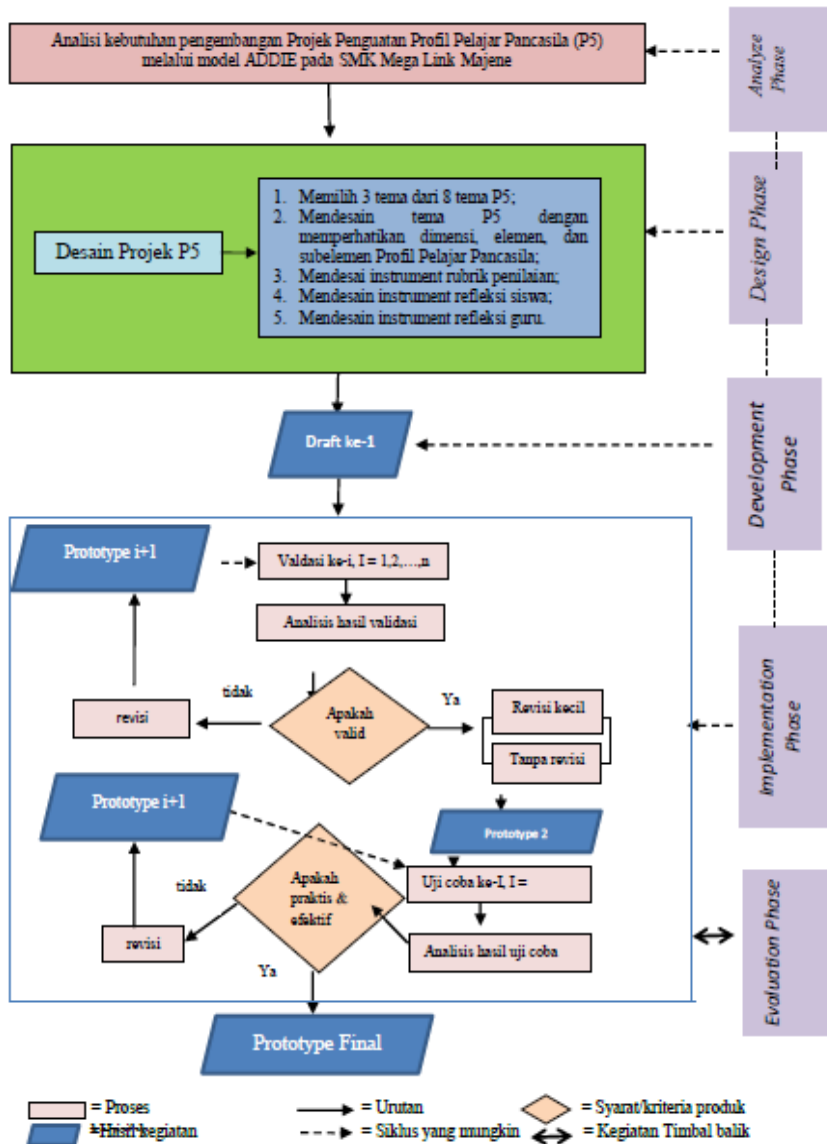 Analisi kebutuhan pengembangan Projek Penguatan Profil Pelajar Pancasila (P5)
melalui model ADDIE pada SMK Mega Link Majene
Analyze
Phase
Desain Projek P5
1. Memilih 3 tema dari 8 tema P5;
2. Mendesain tema P5 dengan
memperhatikan dimensi, elemen, dan
subelemen Profil Pelajar Pancasila;
3. Mendesai instrument rubrik penilaian;
4. Mendesain instrument refleksi siswa;
5. Mendesain instrument refleksi guru.
Design Phase
Draft ke-1
Development
Phase
Prototype i+1
Valdasi ke-i, I = 1,2,…,n
Analisis hasil validasi
tidak
Ya
revisi
Apakah
valid
Revisi kecil
Tanpa revisi
Implementation
Phase
Prototype i+1
Prototype 2
Uji coba ke-I, I =
tidak
Apakah
praktis &
efektif
revisi
Analisis hasil uji coba
Ya
Evaluation Phase
Prototype Final
= Proses
= Urutan
= Syarat/kriteria produk
= Hasil kegiatan
= Siklus yang mungkin
= Kegiatan Timbal balik